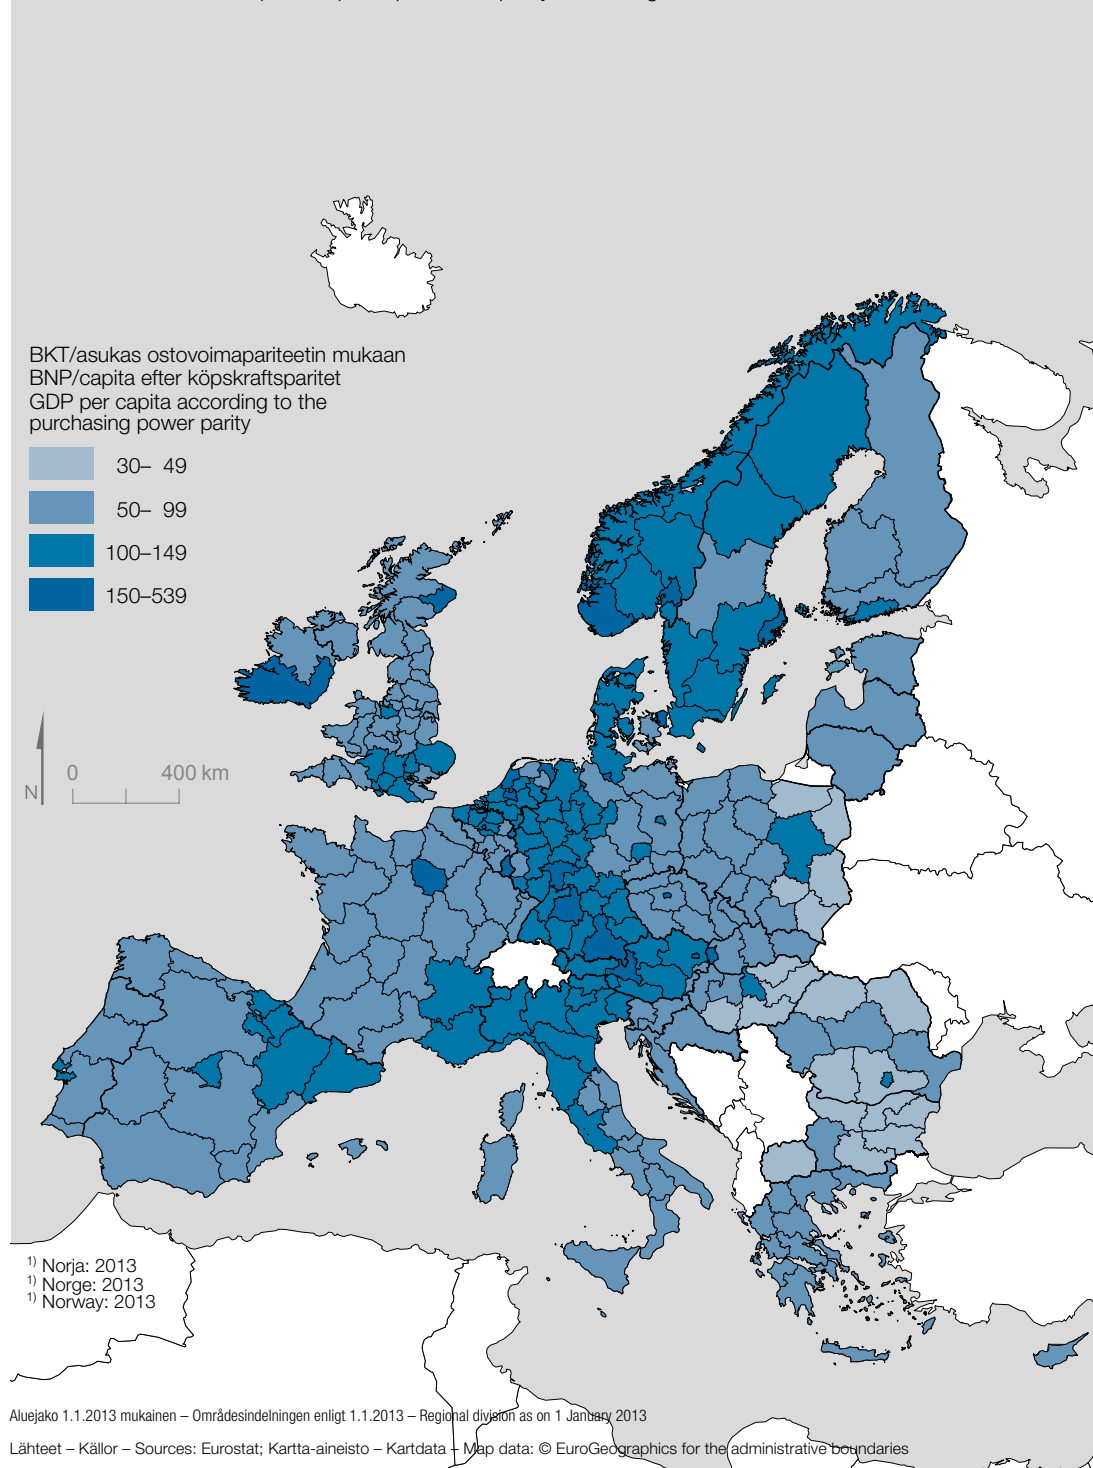 BKT/asukas ostovoimapariteetin mukaan
BNP/capita efter köpskraftsparitet
GDP per capita according to the
purchasing power parity
30– 49
50– 99
100–149
150–539
N
0 400 km
1) Norja: 2013
1) Norge: 2013
1) Norway: 2013
Aluejako 1.1.2013 mukainen – Områdesindelningen enligt 1.1.2013 – Regional division as on 1 January 2013
Lähteet – Källor – Sources: Eurostat; Kartta-aineisto – Kartdata – Map data: © EuroGeographics for the administrative boundaries